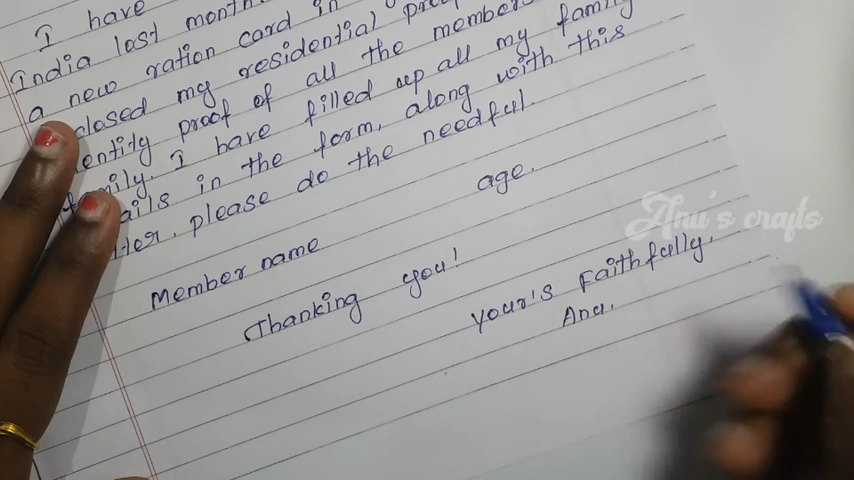 I have
India last month
a new ration card in
closed my residential
entity proof of all the members
family. I have filled up all my family
ails in the form, along with this
tter, please do the needful.
Member name age.
Thanking you!
Your's Faithfully,
Anu.
Anu's crafts